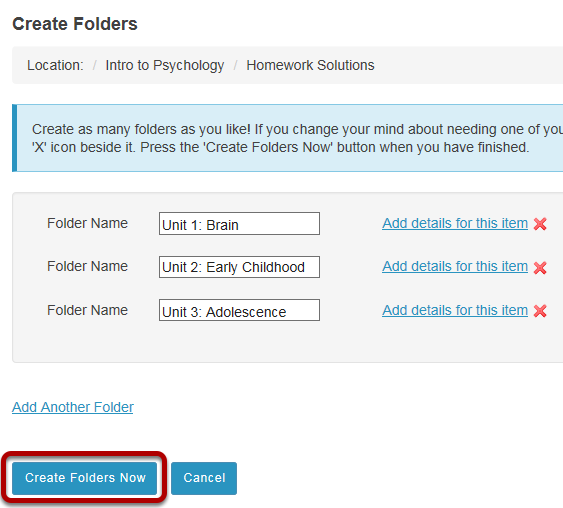 Create Folders
Location: / Intro to Psychology / Homework Solutions
Create as many folders as you like! If you change your mind about needing one of
'X' icon beside it. Press the 'Create Folders Now' button when you have finished.
Folder Name Unit 1: Brain Add details for this item
Folder Name Unit 2: Early Childhood Add details for this item
Folder Name Unit 3: Adolescence Add details for this item
Add Another Folder
Create Folders Now Cancel